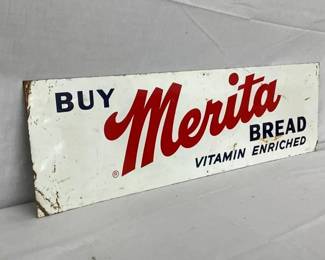 BUY
Merita
®
BREAD
VITAMIN ENRICHED